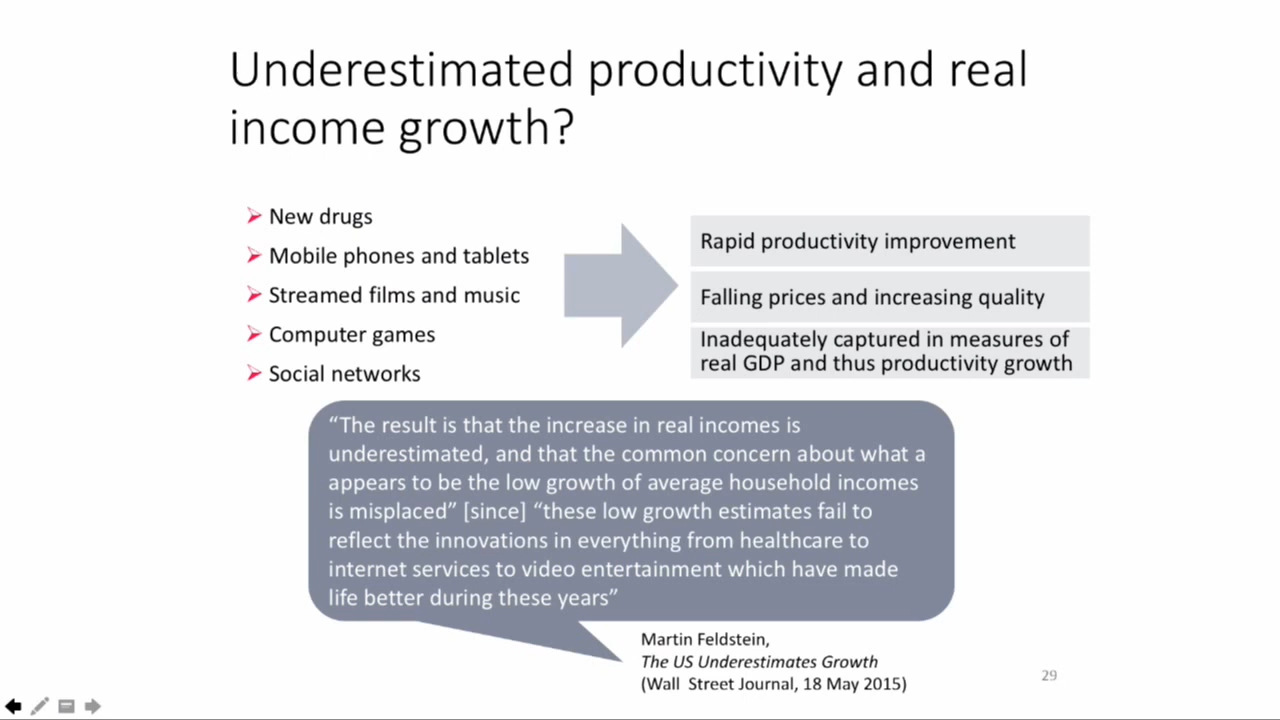 Underestimated productivity and real
income growth?
New drugs
Mobile phones and tablets
Streamed films and music
Computer games
Social networks
Rapid productivity improvement
Falling prices and increasing quality
Inadequately captured in measures of
real GDP and thus productivity growth
“The result is that the increase in real incomes is
underestimated, and that the common concern about what a
appears to be the low growth of average household incomes
is misplaced” [since] “these low growth estimates fail to
reflect the innovations in everything from healthcare to
internet services to video entertainment which have made
life better during these years”
Martin Feldstein,
The US Underestimates Growth
(Wall Street Journal, 18 May 2015)
29